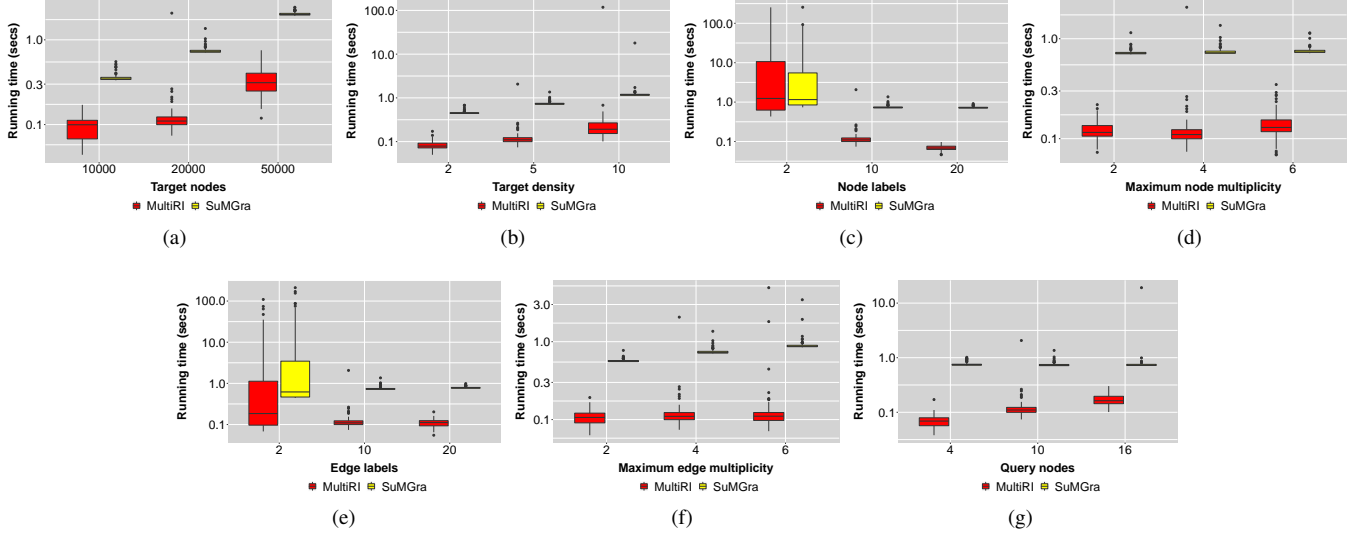 Running time (secs)
1.0
0.3
0.1
10000 20000 50000
Target nodes
MultiRI SuMGra
(a)
Running time (secs)
100.0
10.0
1.0
0.1
2 5 10
Target density
MultiRI SuMGra
(b)
Running time (secs)
100.0
10.0
1.0
0.1
2 10 20
Node labels
MultiRI SuMGra
(c)
Running time (secs)
1.0
0.3
0.1
2 4 6
Maximum node multiplicity
MultiRI SuMGra
(d)
Running time (secs)
100.0
10.0
1.0
0.1
2 10 20
Edge labels
MultiRI SuMGra
(e)
Running time (secs)
3.0
1.0
0.3
0.1
2 4 6
Maximum edge multiplicity
MultiRI SuMGra
(f)
Running time (secs)
10.0
1.0
0.1
4 10 16
Query nodes
MultiRI SuMGra
(g)